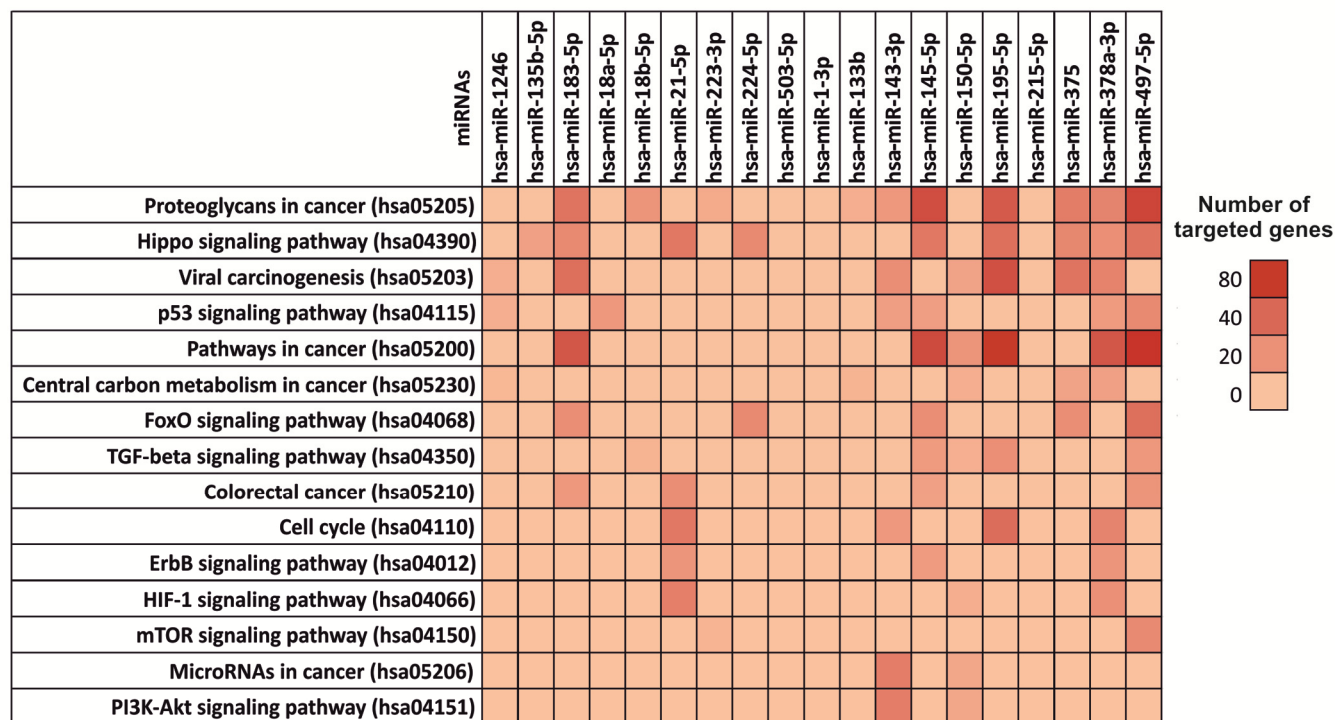 miRNAs
hsa-miR-1246
hsa-miR-135b-5p
hsa-miR-183-5p
hsa-miR-18a-5p
hsa-miR-18b-5p
hsa-miR-21-5p
hsa-miR-223-3p
hsa-miR-224-5p
hsa-miR-503-5p
hsa-miR-1-3p
hsa-miR-133b
hsa-miR-143-3p
hsa-miR-145-5p
hsa-miR-150-5p
hsa-miR-195-5p
hsa-miR-215-5p
hsa-miR-375
hsa-miR-378a-3p
hsa-miR-497-5p
Proteoglycans in cancer (hsa05205)
Hippo signaling pathway (hsa04390)
Viral carcinogenesis (hsa05203)
p53 signaling pathway (hsa04115)
Pathways in cancer (hsa05200)
Central carbon metabolism in cancer (hsa05230)
FoxO signaling pathway (hsa04068)
TGF-beta signaling pathway (hsa04350)
Colorectal cancer (hsa05210)
Cell cycle (hsa04110)
ErbB signaling pathway (hsa04012)
HIF-1 signaling pathway (hsa04066)
mTOR signaling pathway (hsa04150)
MicroRNAs in cancer (hsa05206)
PI3K-Akt signaling pathway (hsa04151)
Number of
targeted genes
80
40
20
0